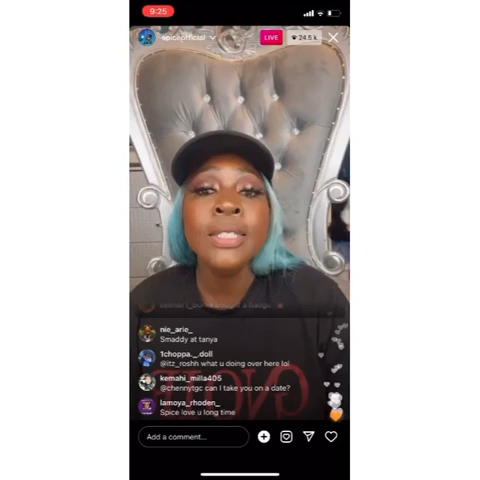 9:25
spiceofficial
LIVE
24.5k
nie_arie_
Smaddy at tanya
1choppa._.doll
@itz_roshh what u doing over here lol
kemahi_milla405
@chennytgc can I take you on a date?
lamoya_rhoden_
Spice love u long time
Add a comment...